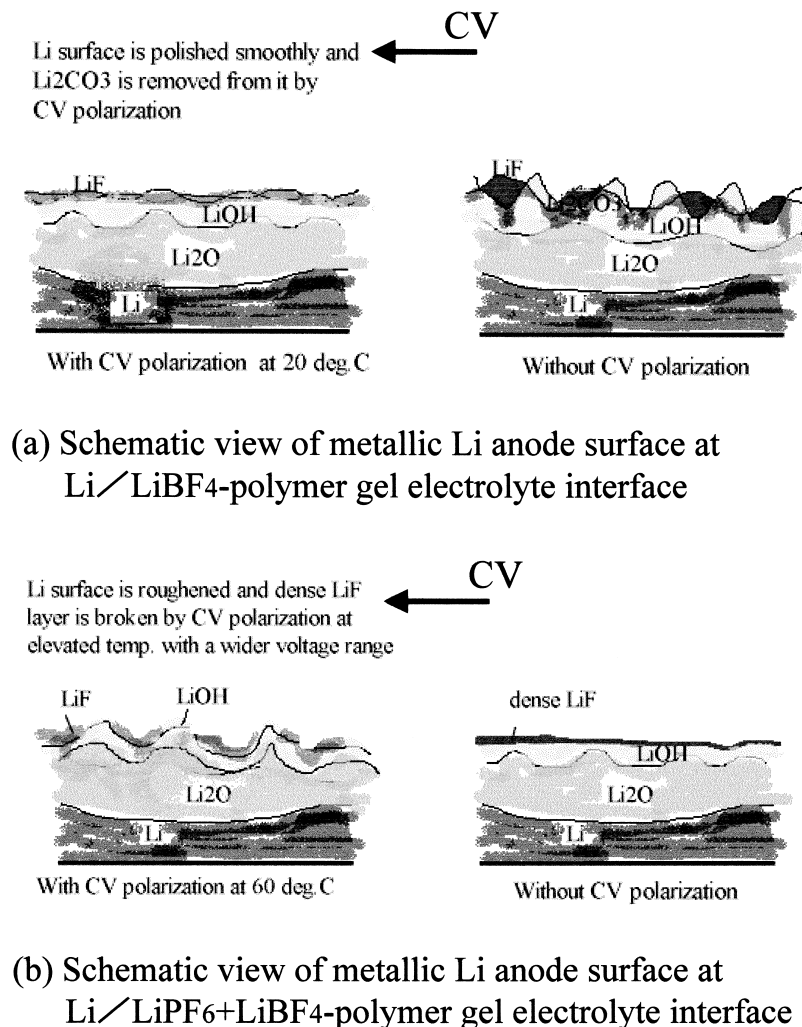 CV
Li surface is polished smoothly and
Li2CO3 is removed from it by
CV polarization
LiF
LiOH
Li2O
Li
With CV polarization at 20 deg.C
LiF
Li2CO3
LiOH
Li2O
Li
Without CV polarization
(a) Schematic view of metallic Li anode surface at
Li／LiBF4-polymer gel electrolyte interface
CV
Li surface is roughened and dense LiF
layer is broken by CV polarization at
elevated temp. with a wider voltage range
LiF
LiOH
Li2O
Li
With CV polarization at 60 deg.C
dense LiF
LiOH
Li2O
Li
Without CV polarization
(b) Schematic view of metallic Li anode surface at
Li／LiPF6+LiBF4-polymer gel electrolyte interface